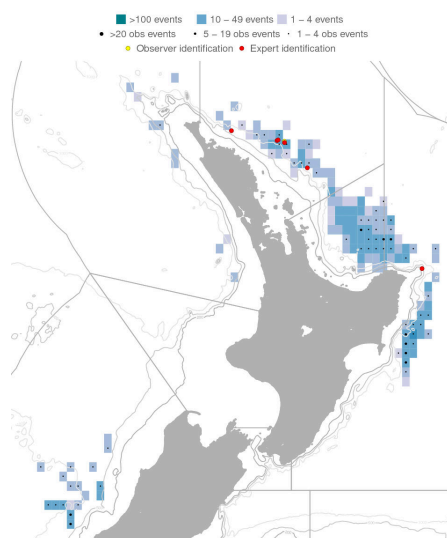 >100 events 10 – 49 events 1 – 4 events
>20 obs events 5 – 19 obs events 1 – 4 obs events
Observer identification Expert identification